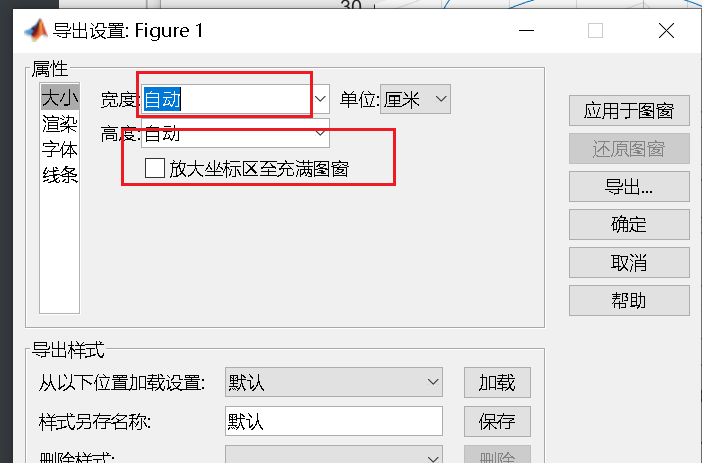 30
导出设置: Figure 1
属性
大小
渲染
字体
线条
宽度: 自动 单位: 厘米
高度: 自动
放大坐标区至充满图窗
应用于图窗
还原图窗
导出...
确定
取消
帮助
导出样式
从以下位置加载设置: 默认 加载
样式另存名称: 默认 保存
删除样式: 删除